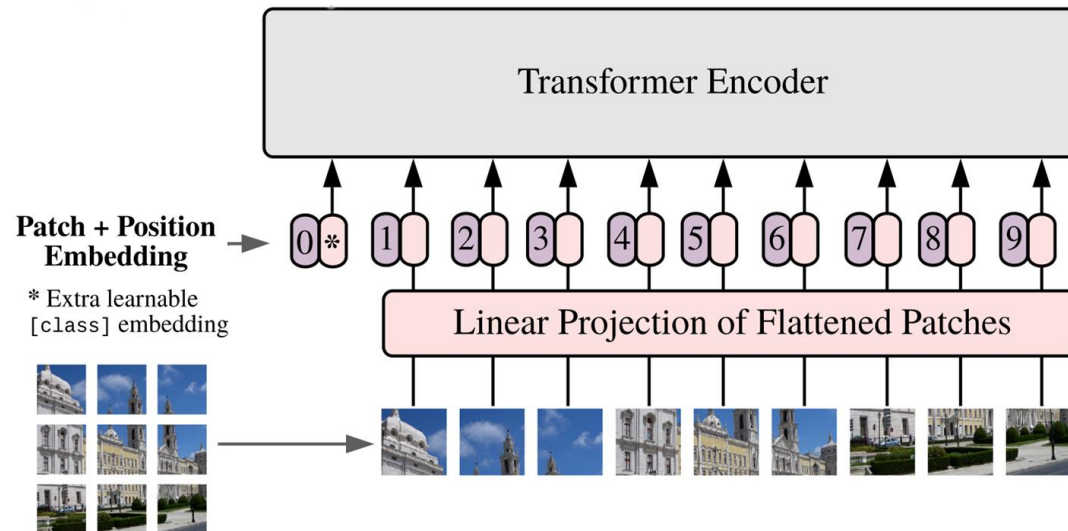 Transformer Encoder
Patch + Position
Embedding
0 * 1 2 3 4 5 6 7 8 9
* Extra learnable
[class] embedding
Linear Projection of Flattened Patches